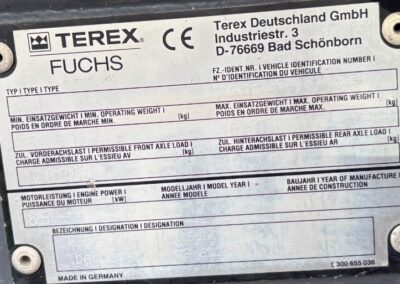 TEREX® CE
FUCHS
Terex Deutschland GmbH
Industriestr. 3
D-76669 Bad Schönborn
TYP I TYPE I TYPE
FZ.-IDENT.NR. I VEHICLE IDENTIFICATION NUMBER I
N° D'IDENTIFICATION DU VEHICULE
MIN. EINSATZGEWICHT I MIN. OPERATING WEIGHT I
POIDS EN ORDRE DE MARCHE MIN. [kg]
MAX. EINSATZGEWICHT I MAX. OPERATING WEIGHT I
POIDS EN ORDRE DE MARCHE MAX. [kg]
ZUL. VORDERACHSLAST I PERMISSIBLE FRONT AXLE LOAD I
CHARGE ADMISSIBLE SUR L'ESSIEU AV [kg]
ZUL. HINTERACHSLAST I PERMISSIBLE REAR AXLE LOAD I
CHARGE ADMISSIBLE SUR L'ESSIEU AR [kg]
MOTORLEISTUNG I ENGINE POWER I
PUISSANCE DU MOTEUR [kW]
MODELLJAHR I MODEL YEAR I
ANNEE MODELE
BAUJAHR I YEAR OF MANUFACTURE I
ANNEE DE CONSTRUCTION
BEZEICHNUNG I DESIGNATION I DESIGNATION
MADE IN GERMANY
300 655 036